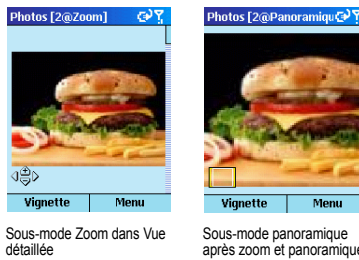 Photos [2@Zoom]
Photos [2@Panoramiqu
Vignette Menu
Vignette Menu
Sous-mode Zoom dans Vue
détaillée
Sous-mode panoramique
après zoom et panoramique